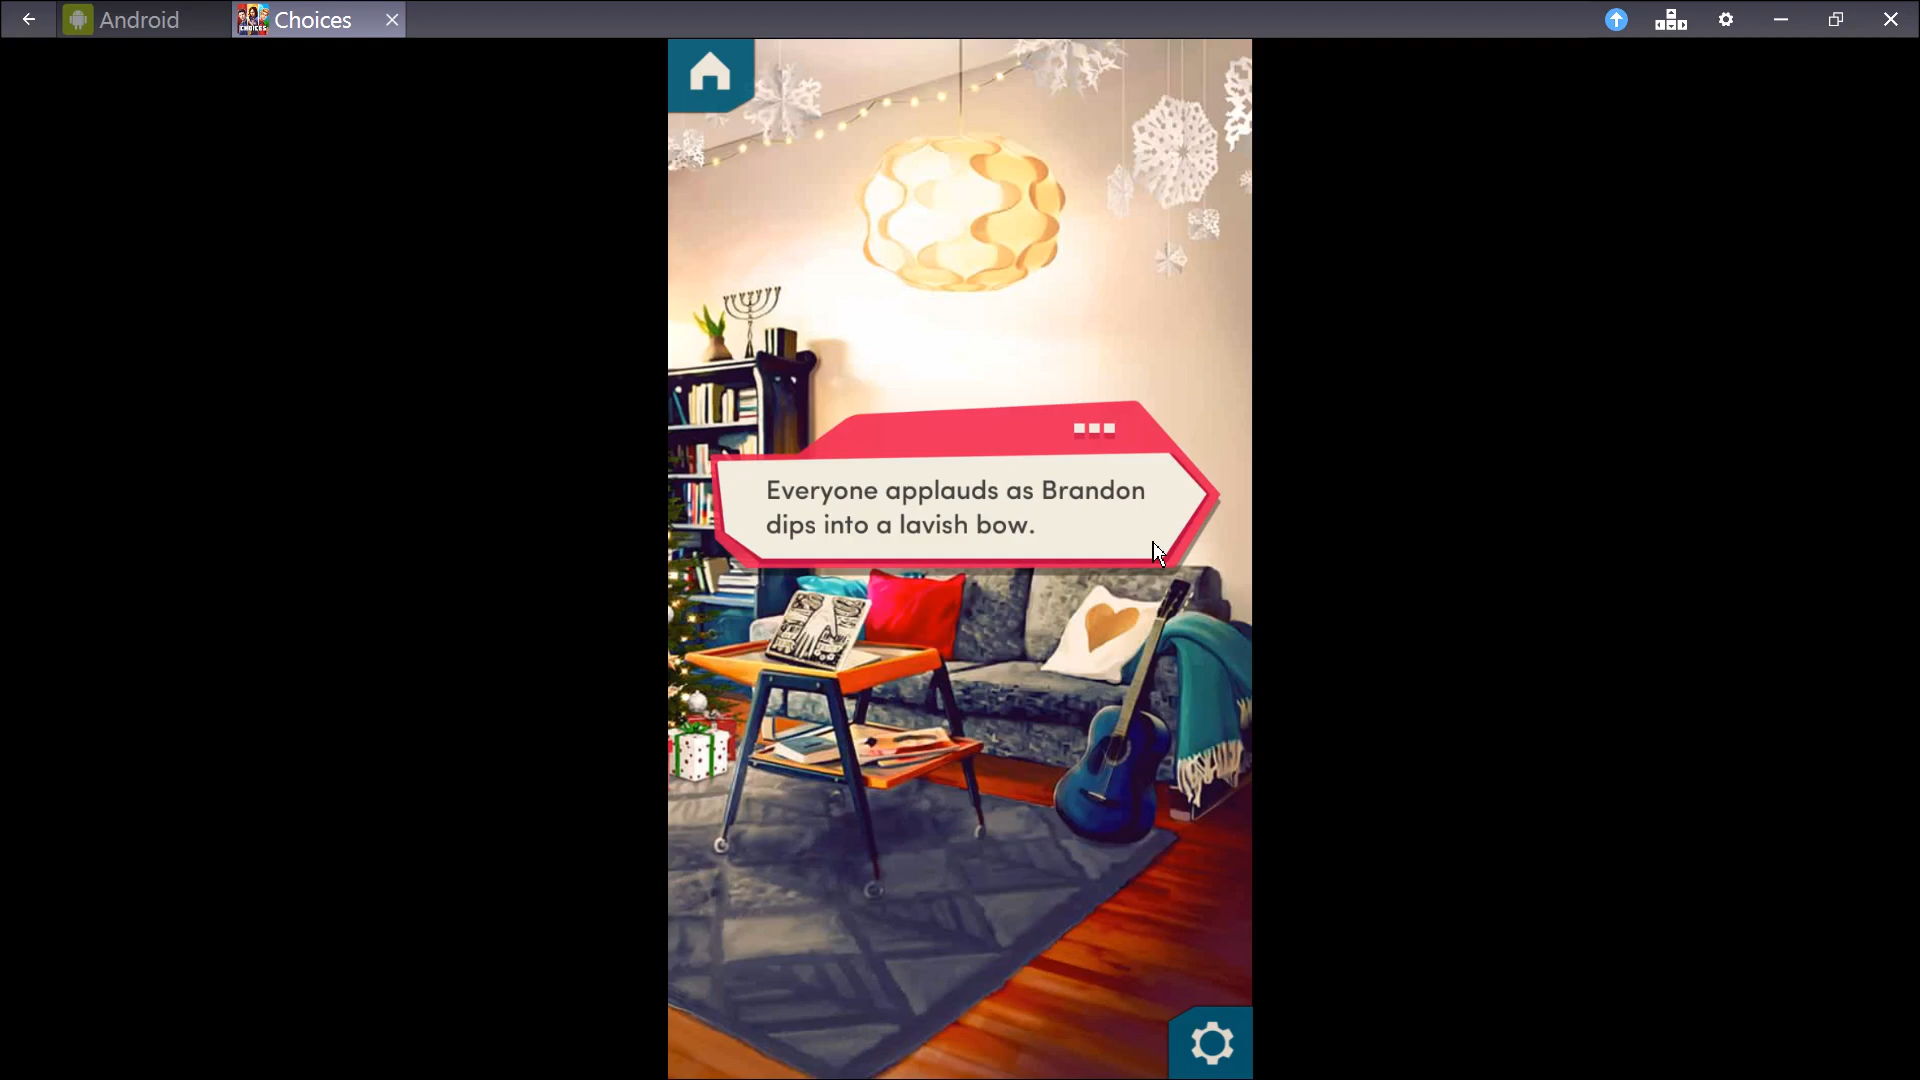 Android
Choices
Everyone applauds as Brandon
dips into a lavish bow.